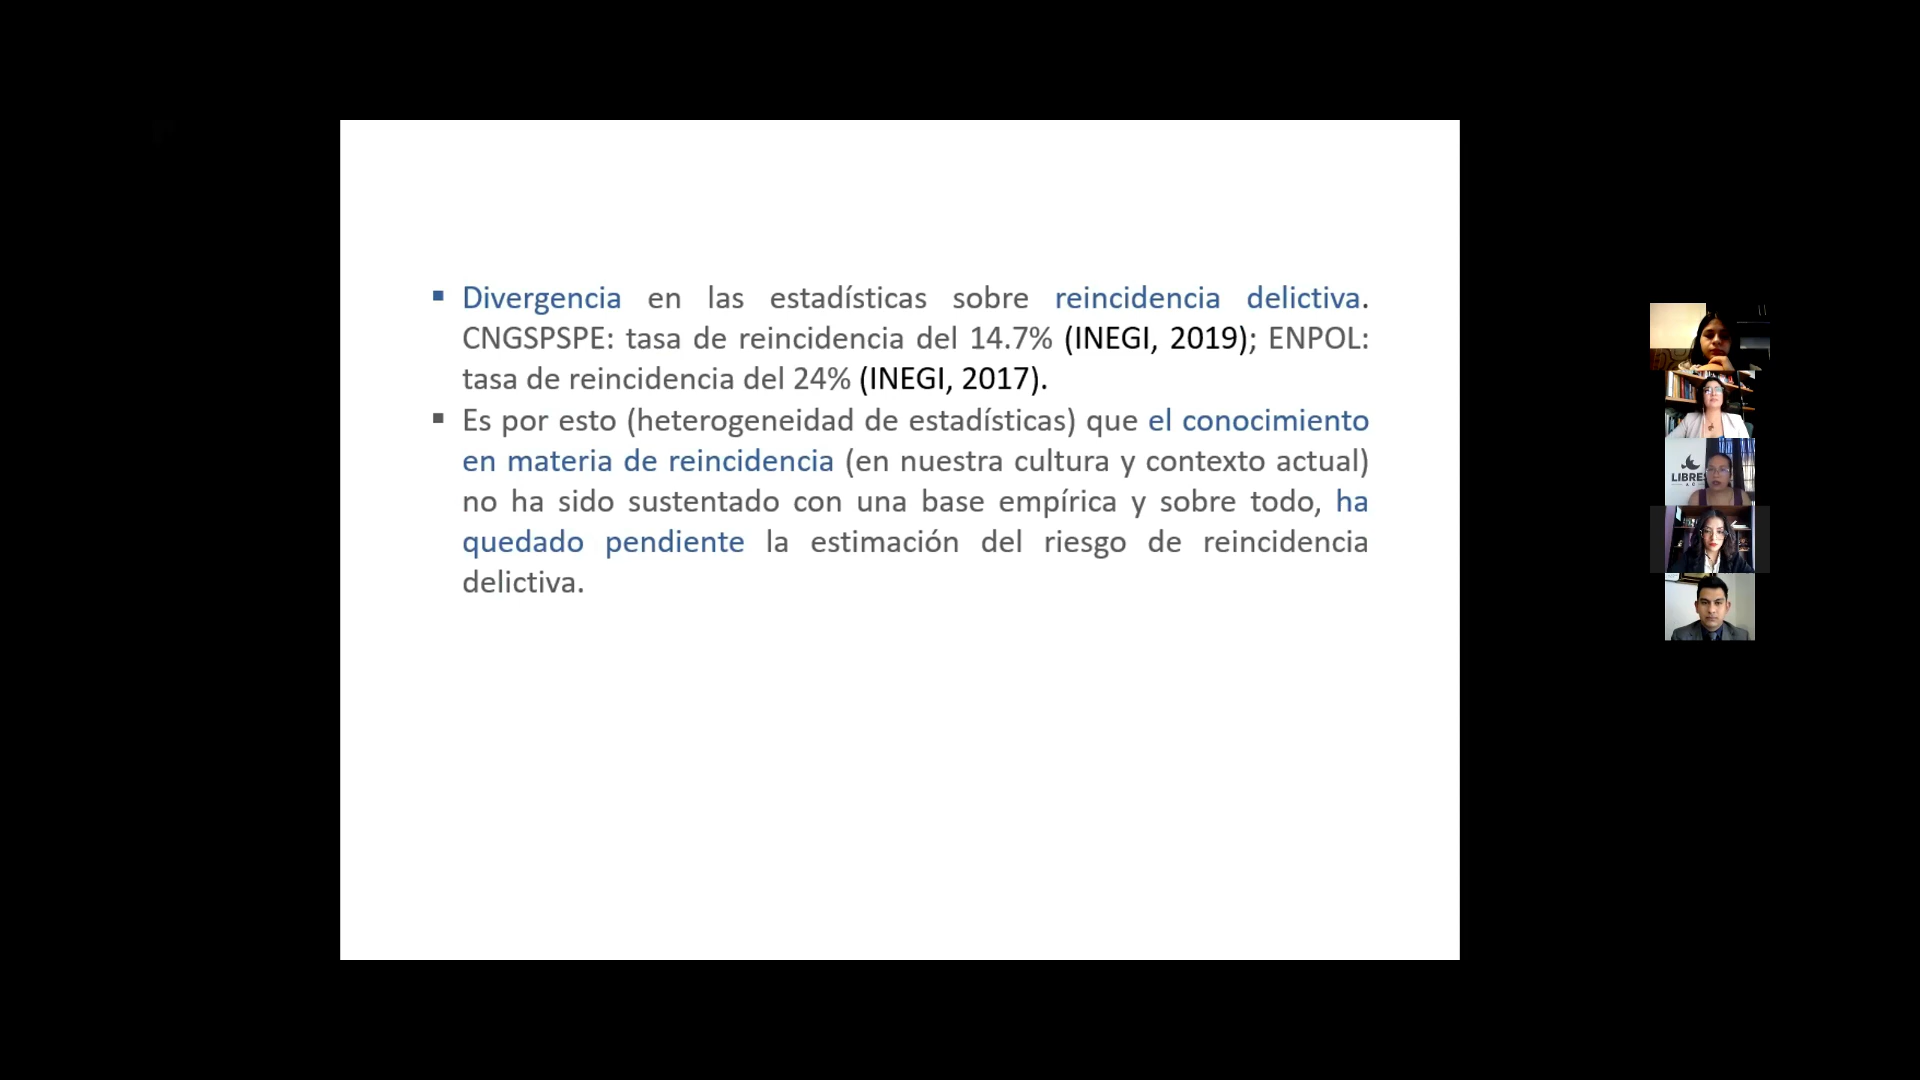 ▪ Divergencia en las estadísticas sobre reincidencia delictiva.
CNGSPSPE: tasa de reincidencia del 14.7% (INEGI, 2019); ENPOL:
tasa de reincidencia del 24% (INEGI, 2017).
▪ Es por esto (heterogeneidad de estadísticas) que el conocimiento
en materia de reincidencia (en nuestra cultura y contexto actual)
no ha sido sustentado con una base empírica y sobre todo, ha
quedado pendiente la estimación del riesgo de reincidencia
delictiva.
LIBRES